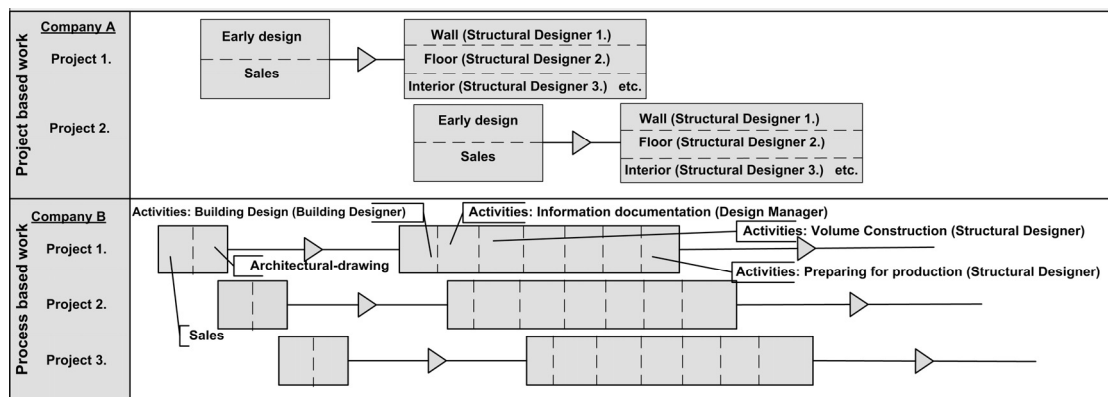 Project based work
Company A
Project 1.
Early design
Sales
Wall (Structural Designer 1.)
Floor (Structural Designer 2.)
Interior (Structural Designer 3.) etc.
Project 2.
Early design
Sales
Wall (Structural Designer 1.)
Floor (Structural Designer 2.)
Interior (Structural Designer 3.) etc.
Process based work
Company B
Activities: Building Design (Building Designer)
Activities: Information documentation (Design Manager)
Project 1.
Activities: Volume Construction (Structural Designer)
Architectural-drawing
Activities: Preparing for production (Structural Designer)
Project 2.
Sales
Project 3.